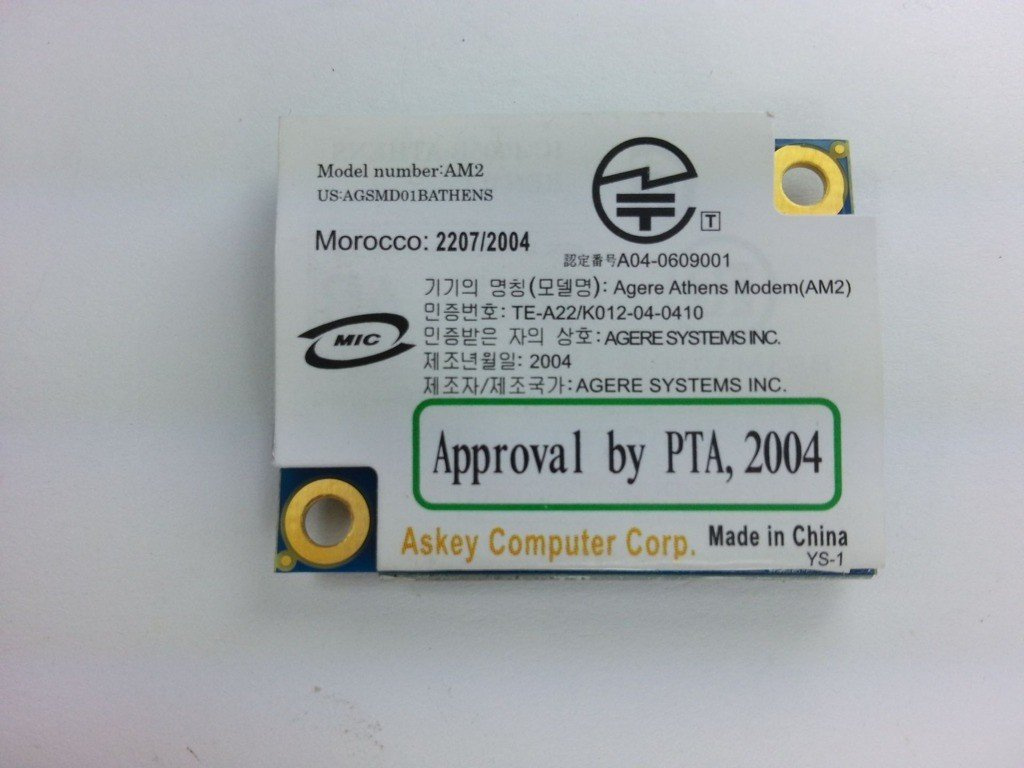 Model number:AM2
US:AGSMD01BATHENS
T
Morocco: 2207/2004
認定番号A04-0609001
기기의 명칭(모델명): Agere Athens Modem(AM2)
민증번호: TE-A22/K012-04-0410
MIC
민증받은 자의 상호: AGERE SYSTEMS INC.
제조년월일: 2004
제조자/제조국가: AGERE SYSTEMS INC.
Approval by PTA, 2004
Askey Computer Corp. Made in China
YS-1